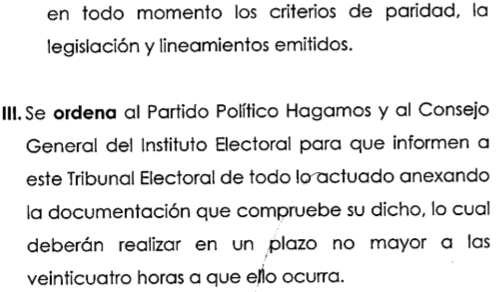 en todo momento los criterios de paridad, la
legislación y lineamientos emitidos.
III. Se ordena al Partido Político Hagamos y al Consejo
General del Instituto Electoral para que informen a
este Tribunal Electoral de todo lo actuado anexando
la documentación que compruebe su dicho, lo cual
deberán realizar en un plazo no mayor a las
veinticuatro horas a que ello ocurra.